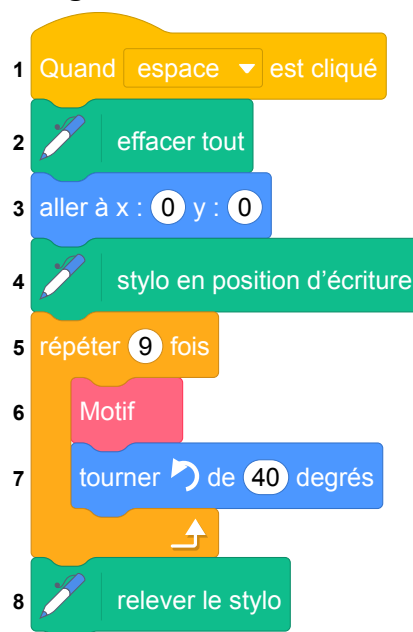 1 Quand espace est cliqué
2 effacer tout
3 aller à x : 0 y : 0
4 stylo en position d’écriture
5 répéter 9 fois
6 Motif
7 tourner de 40 degrés
8 relever le stylo